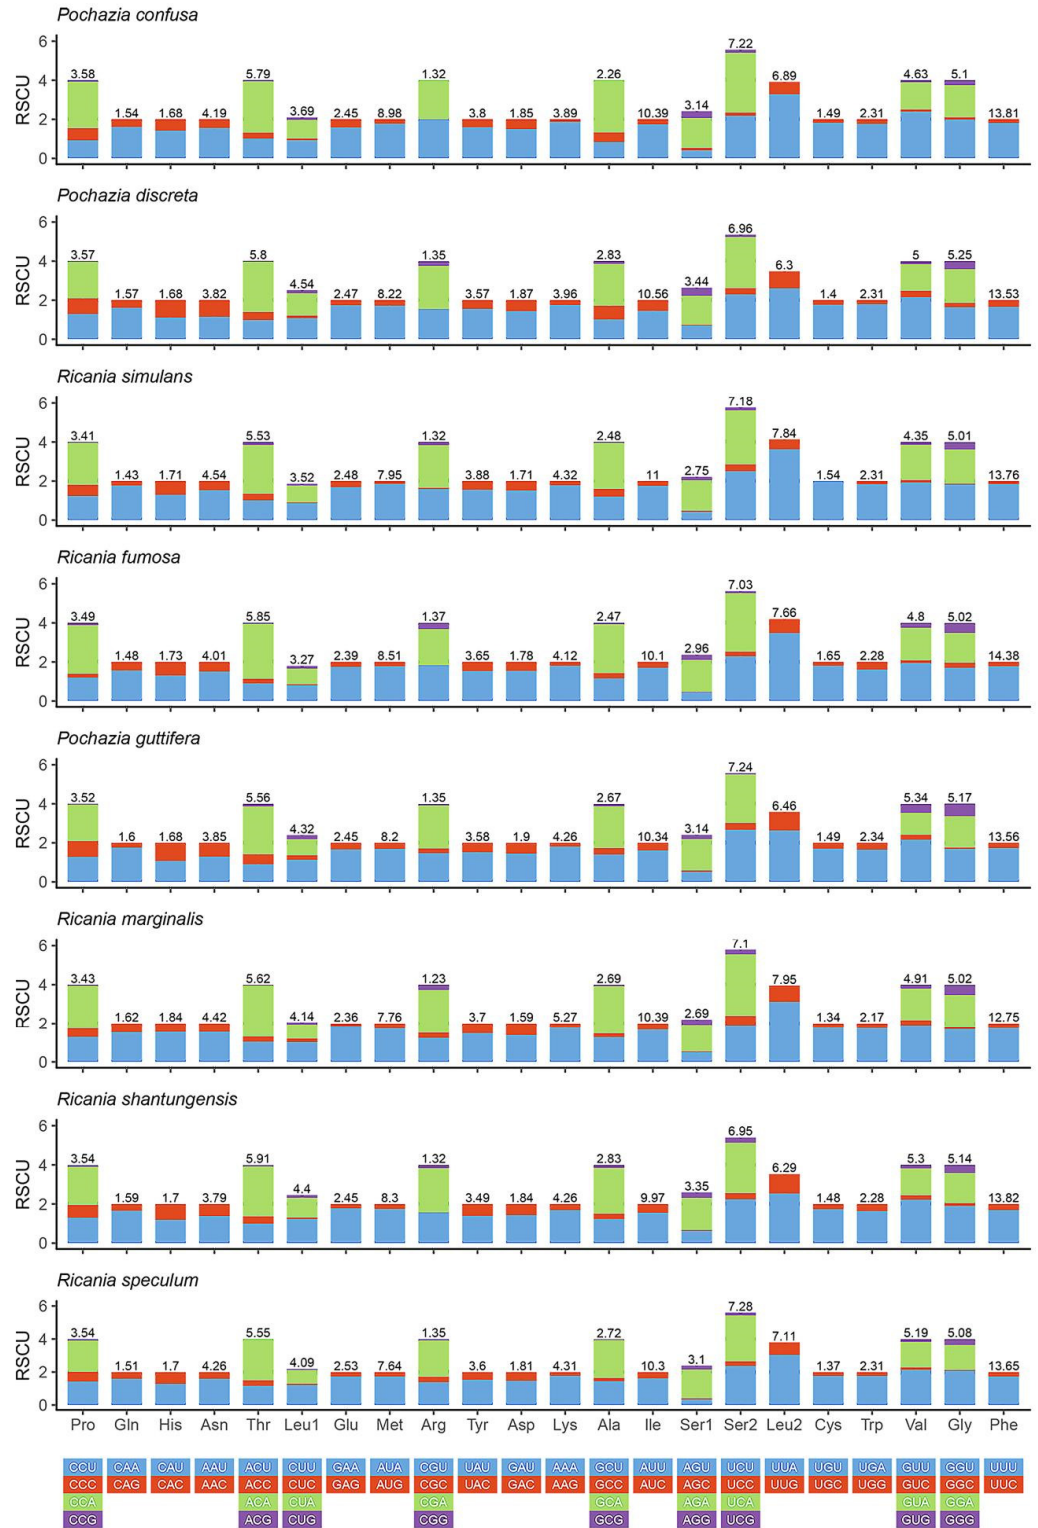 Pochazia confusa
RSCU
6
4
2
0
3.58 1.54 1.68 4.19 5.79 3.69 2.45 8.98 1.32 3.8 1.85 3.89 2.26 10.39 3.14 7.22 6.89 1.49 2.31 4.63 5.1 13.81
Pochazia discreta
RSCU
6
4
2
0
3.57 1.57 1.68 3.82 5.8 4.54 2.47 8.22 1.35 3.57 1.87 3.96 2.83 10.56 3.44 6.96 6.3 1.4 2.31 5 5.25 13.53
Ricania simulans
RSCU
6
4
2
0
3.41 1.43 1.71 4.54 5.53 3.52 2.48 7.95 1.32 3.88 1.71 4.32 2.48 11 2.75 7.18 7.84 1.54 2.31 4.35 5.01 13.76
Ricania fumosa
RSCU
6
4
2
0
3.49 1.48 1.73 4.01 5.85 3.27 2.39 8.51 1.37 3.65 1.78 4.12 2.47 10.1 2.96 7.03 7.66 1.65 2.28 4.8 5.02 14.38
Pochazia guttifera
RSCU
6
4
2
0
3.52 1.6 1.68 3.85 5.56 4.32 2.45 8.2 1.35 3.58 1.9 4.26 2.67 10.34 3.14 7.24 6.46 1.49 2.34 5.34 5.17 13.56
Ricania marginalis
RSCU
6
4
2
0
3.43 1.62 1.84 4.42 5.62 4.14 2.36 7.76 1.23 3.7 1.59 5.27 2.69 10.39 2.69 7.1 7.95 1.34 2.17 4.91 5.02 12.75
Ricania shantungensis
RSCU
6
4
2
0
3.54 1.59 1.7 3.79 5.91 4.4 2.45 8.3 1.32 3.49 1.84 4.26 2.83 9.97 3.35 6.95 6.29 1.48 2.28 5.3 5.14 13.82
Ricania speculum
RSCU
6
4
2
0
3.54 1.51 1.7 4.26 5.55 4.09 2.53 7.64 1.35 3.6 1.81 4.31 2.72 10.3 3.1 7.28 7.11 1.37 2.31 5.19 5.08 13.65
Pro Gln His Asn Thr Leu1 Glu Met Arg Tyr Asp Lys Ala Ile Ser1 Ser2 Leu2 Cys Trp Val Gly Phe
CCU CAA CAU AAU ACU CUU GAA AUA CGU UAU GAU AAA GCU AUU AGU UCU UUA UGU UGA GUU GGU UUU
CCC CAG CAC AAC ACC CUC GAG AUG CGC UAC GAC AAG GCC AUC AGC UCC UUG UGC UGG GUC GGC UUC
CCA ACA CUA CGA GCA AGA UCA GUA GGA
CCG ACG CUG CGG GCG AGG UCG GUG GGG